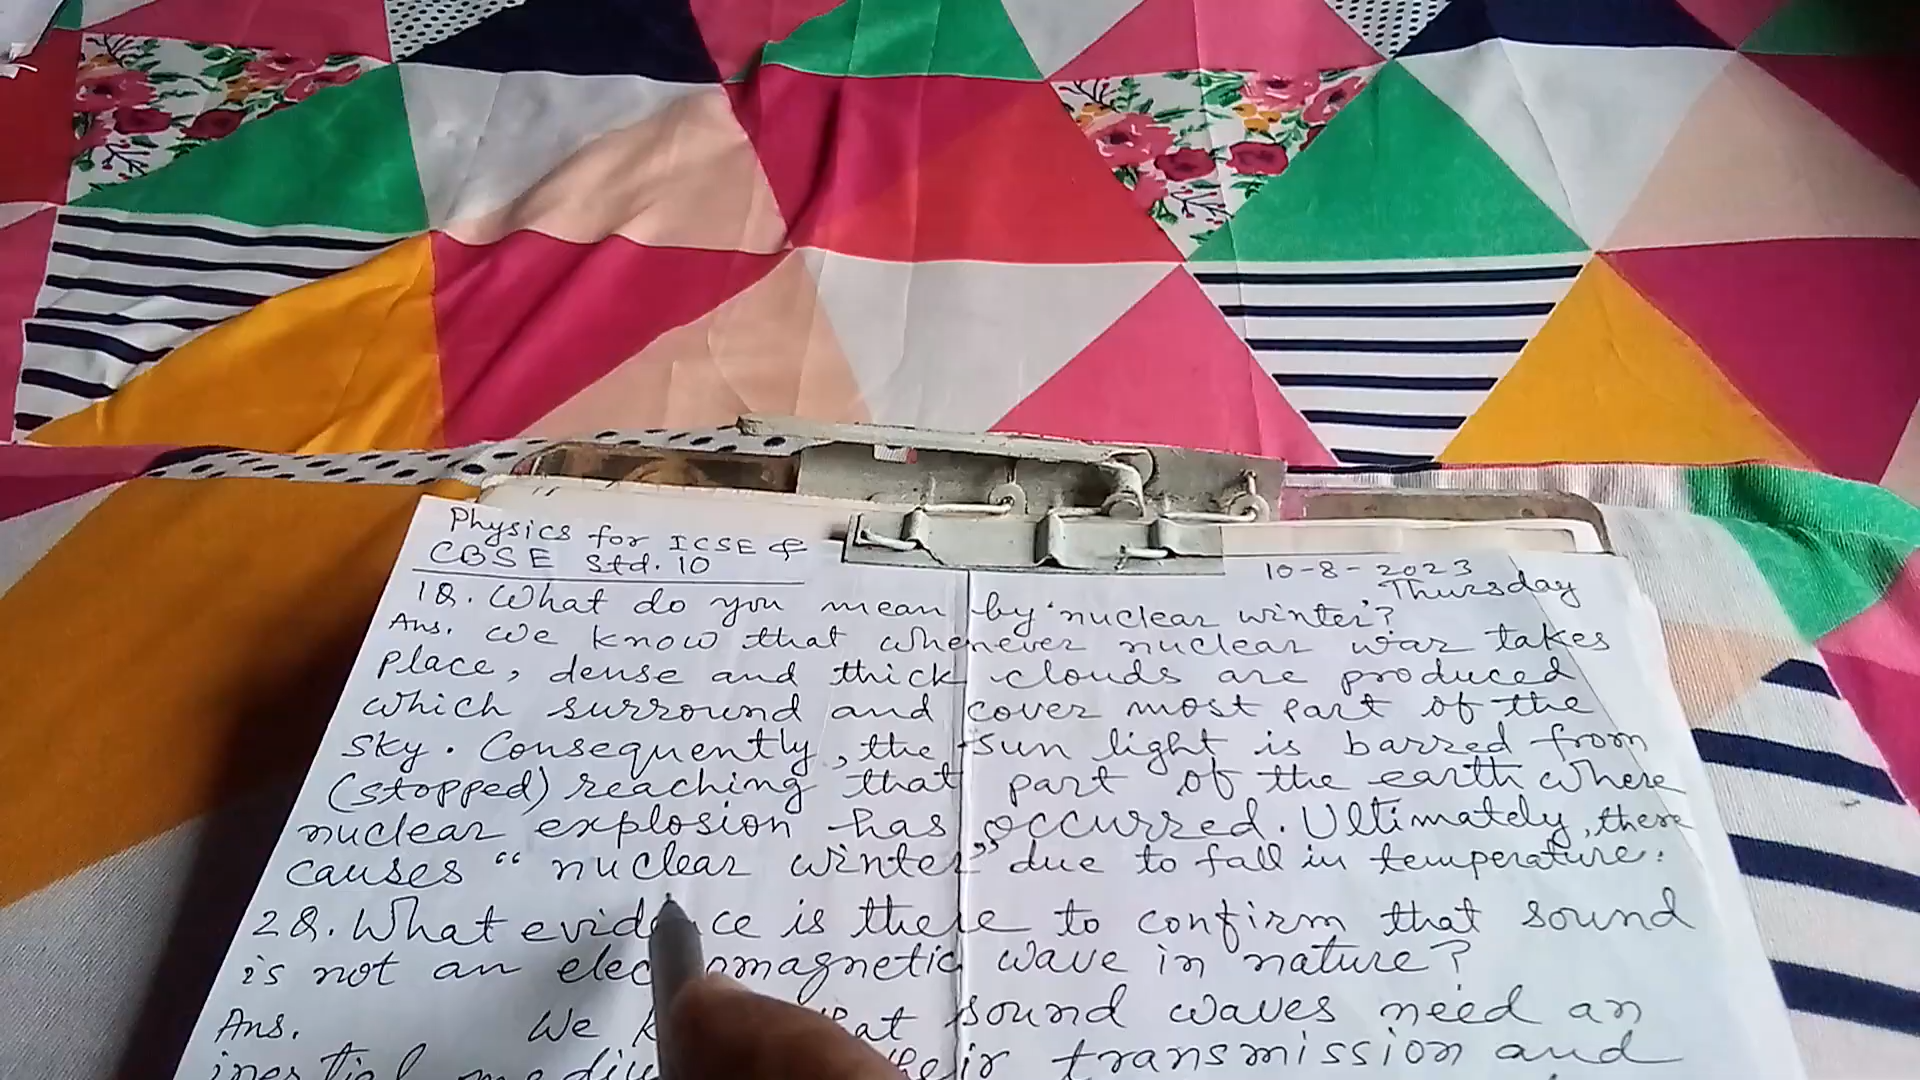 Physics for ICSE &
CBSE Std. 10
10-8-2023
Thursday
1Q. What do you mean by 'nuclear winter'?
Ans. We know that whenever nuclear war takes
place, dense and thick clouds are produced
which surround and cover most part of the
sky. Consequently, the sun light is barred from
(stopped) reaching that part of the earth where
nuclear explosion has occurred. Ultimately, there
causes "nuclear winter" due to fall in temperature.
2Q. What evidence is there to confirm that sound
is not an electromagnetic wave in nature?
Ans. We that sound waves need an
inertial their transmission and